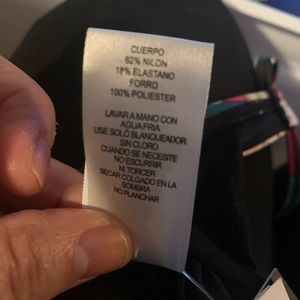 CUERPO
82% NILON
18% ELASTANO
FORRO
100% POLIESTER
LAVAR A MANO CON
AGUA FRIA
USE SOLO BLANQUEADOR
SIN CLORO
CUANDO SE NECESITE
NO ESCURRIR
NI TORCER
SECAR COLGADO EN LA
SOMBRA
NO PLANCHAR